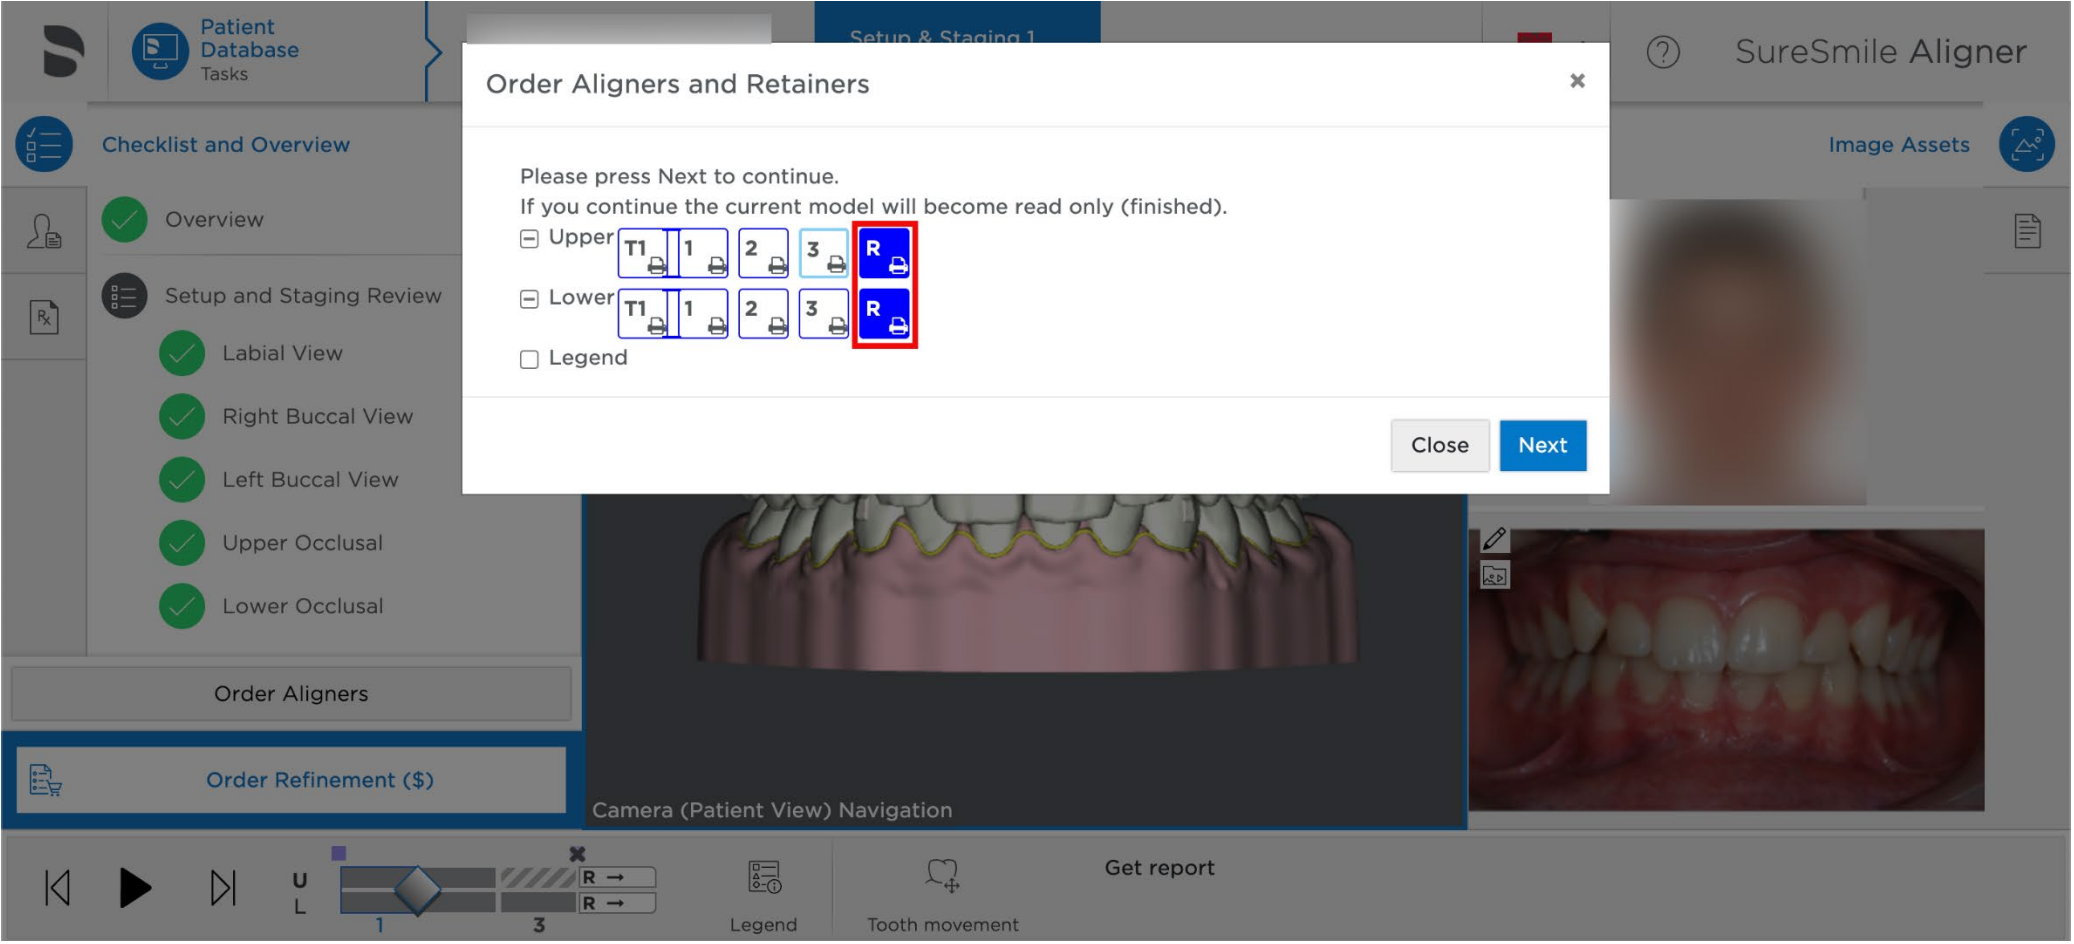 Patient
Database
Tasks
Setup & Staging 1
SureSmile Aligner
Order Aligners and Retainers
Checklist and Overview
Image Assets
Please press Next to continue.
If you continue the current model will become read only (finished).
Upper T1 1 2 3 R
Lower T1 1 2 3 R
Legend
Close
Next
Overview
Setup and Staging Review
Labial View
Right Buccal View
Left Buccal View
Upper Occlusal
Lower Occlusal
Order Aligners
Order Refinement ($)
Camera (Patient View) Navigation
U
L
R →
R →
1
3
Legend
Tooth movement
Get report